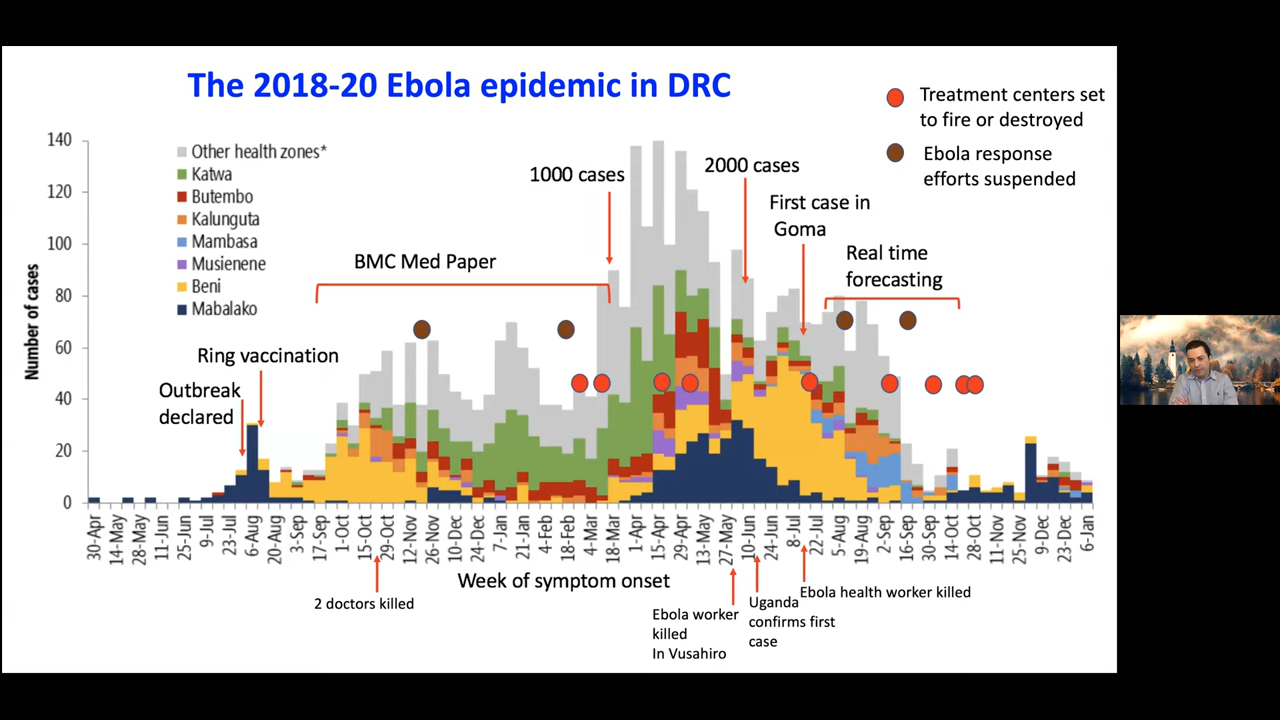 The 2018-20 Ebola epidemic in DRC
Treatment centers set
to fire or destroyed
Ebola response
efforts suspended
140
120
100
80
60
40
20
0
Number of cases
Other health zones*
Katwa
Butembo
Kalunguta
Mambasa
Musienene
Beni
Mabalako
1000 cases
2000 cases
First case in
Goma
Real time
forecasting
BMC Med Paper
Ring vaccination
Outbreak
declared
30-Apr
14-May
28-May
11-Jun
25-Jun
9-Jul
23-Jul
6-Aug
20-Aug
3-Sep
17-Sep
1-Oct
15-Oct
29-Oct
12-Nov
26-Nov
10-Dec
24-Dec
7-Jan
21-Jan
4-Feb
18-Feb
4-Mar
18-Mar
1-Apr
15-Apr
29-Apr
13-May
27-May
10-Jun
24-Jun
8-Jul
22-Jul
5-Aug
19-Aug
2-Sep
16-Sep
30-Sep
14-Oct
28-Oct
11-Nov
25-Nov
9-Dec
23-Dec
6-Jan
Week of symptom onset
2 doctors killed
Ebola worker
killed
In Vusahiro
Uganda
confirms first
case
Ebola health worker killed